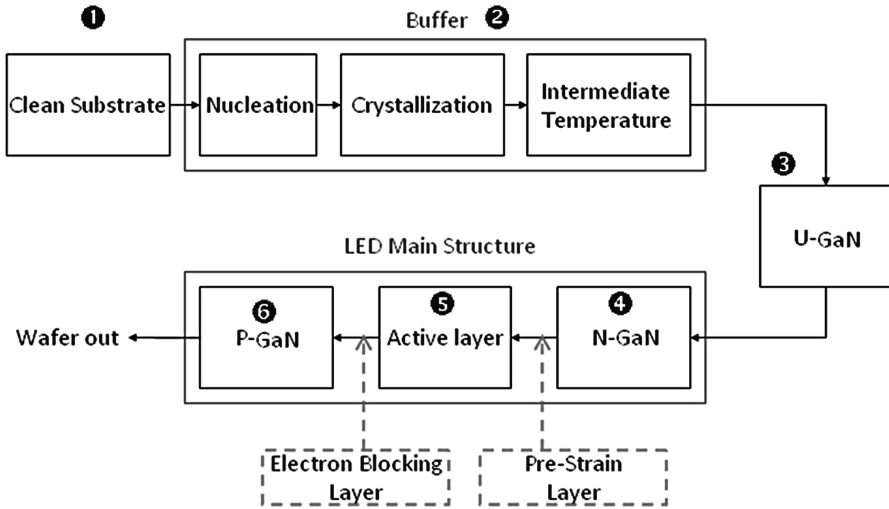 ❶
Buffer ❷
Clean Substrate
Nucleation
Crystallization
Intermediate
Temperature
❸
U-GaN
LED Main Structure
❻
P-GaN
❺
Active layer
❹
N-GaN
Wafer out
Electron Blocking
Layer
Pre-Strain
Layer